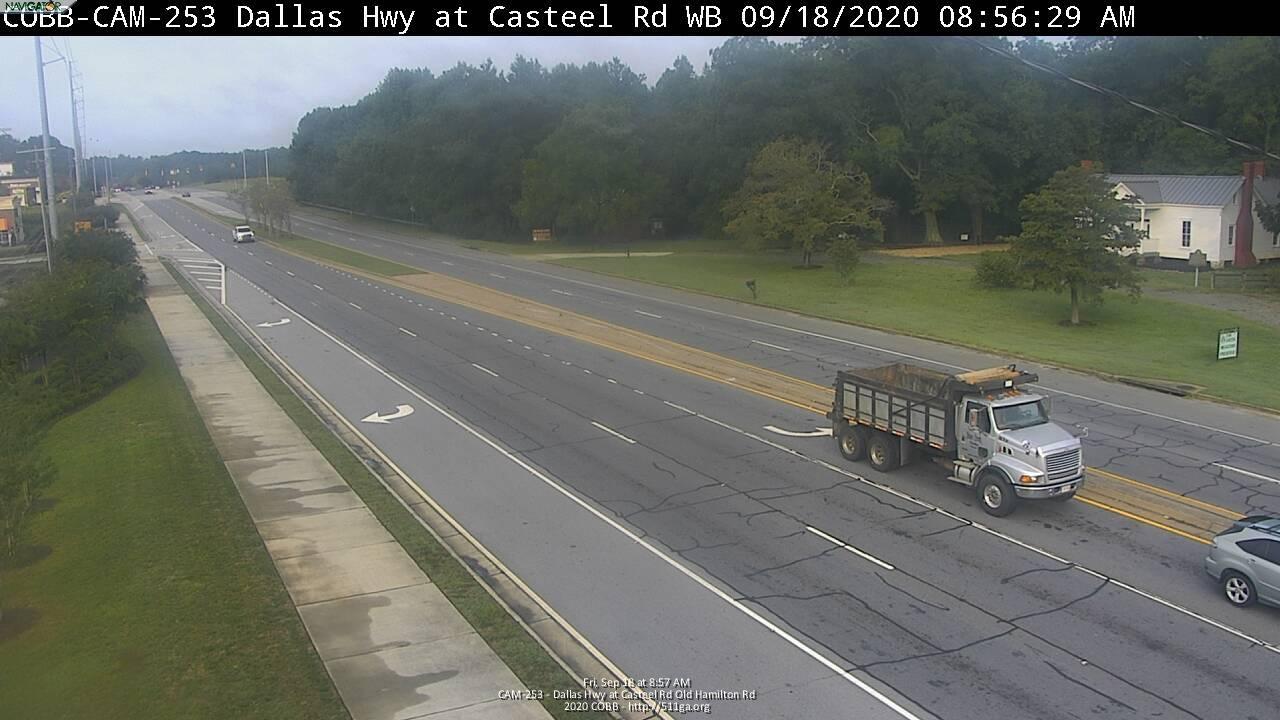 NAVIGATOR
COBB-CAM-253 Dallas Hwy at Casteel Rd WB 09/18/2020 08:56:29 AM
Fri, Sep 18 at 8:57 AM
CAM-253 - Dallas Hwy at Casteel Rd Old Hamilton Rd
2020 COBB - http://511ga.org